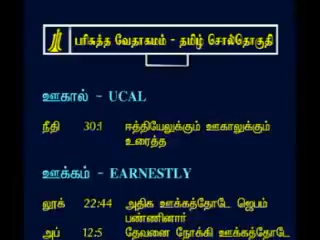 பரிசுத்த வேதாகமம் - தமிழ் சொல்தொகுதி
ஊகால் - UCAL
நீதி 30:1 ஈத்தியேலுக்கும் ஊகாலுக்கும்
உரைத்த
ஊக்கம் - EARNESTLY
லூக் 22:44 அதிக ஊக்கத்தோடே ஜெபம்
பண்ணினார்
அப் 12:5 தேவனை நோக்கி ஊக்கத்தோடே